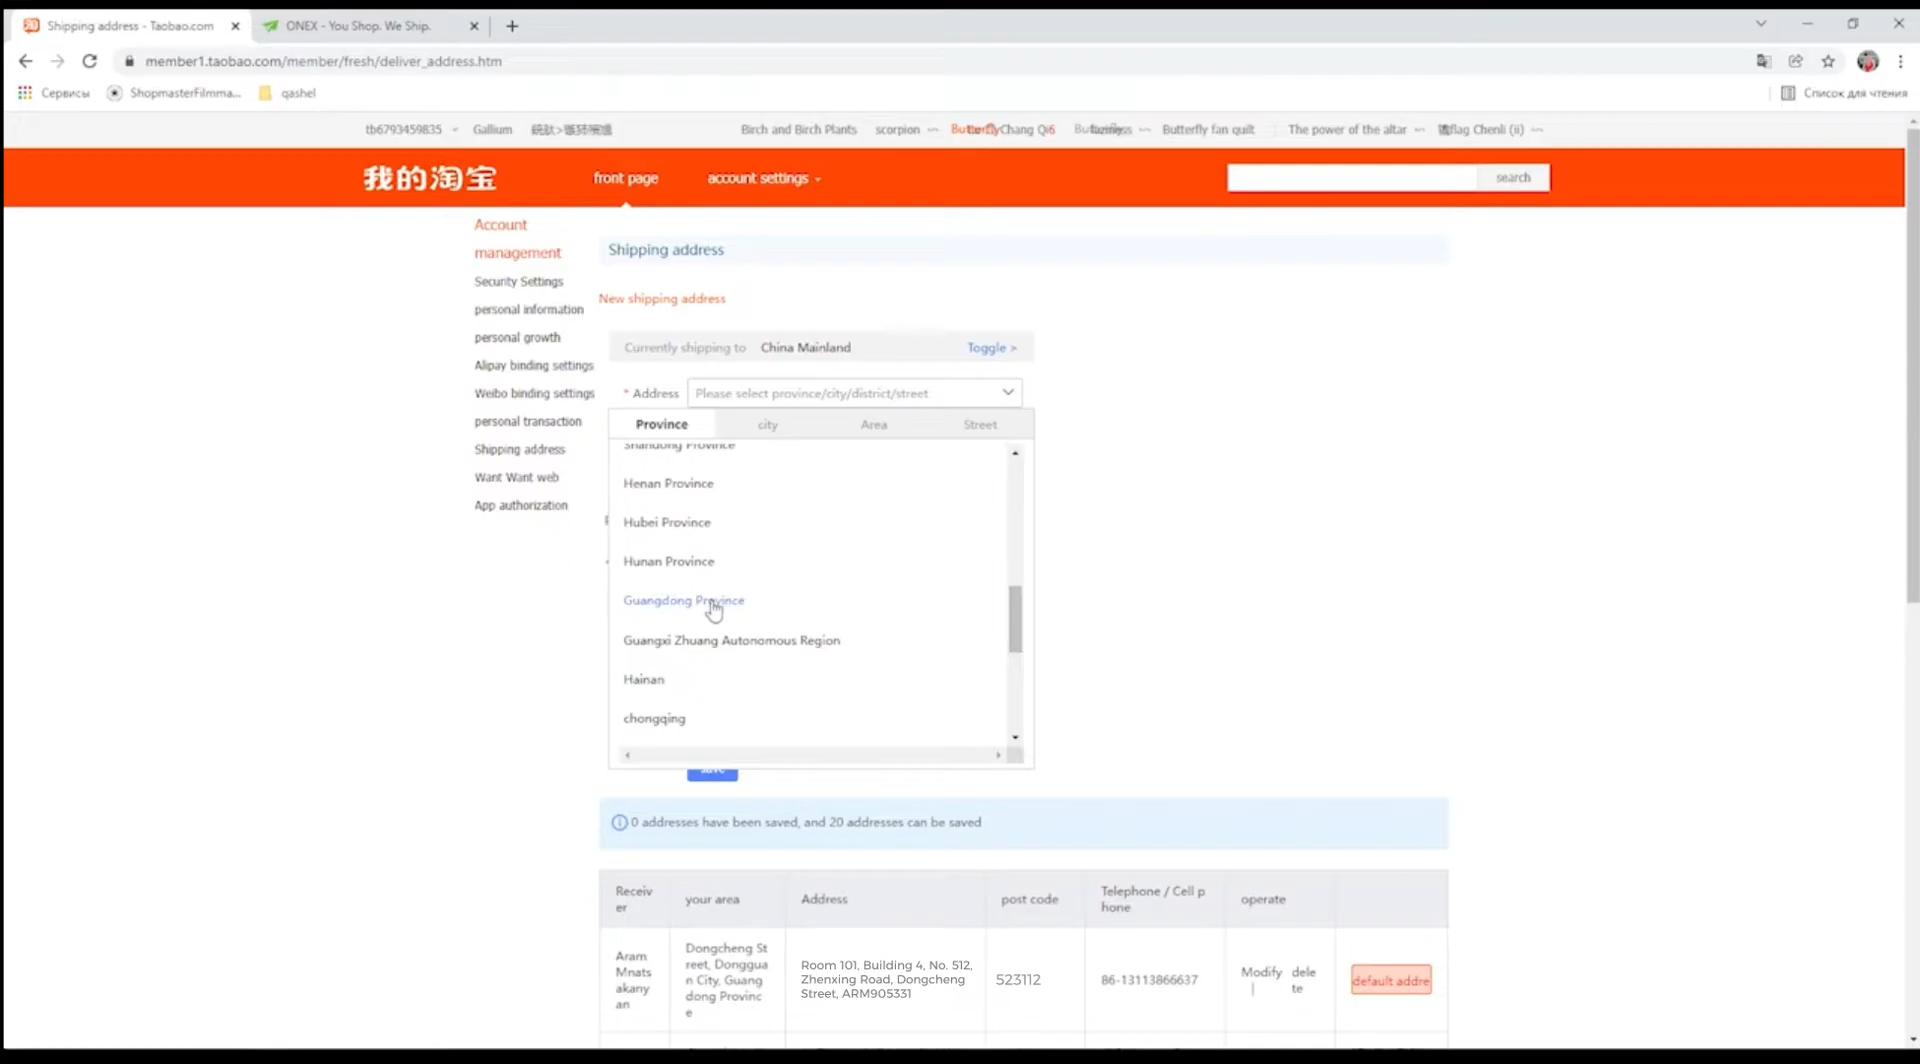 Shipping address - Taobao.com
ONEX - You Shop. We Ship.
member1.taobao.com/member/fresh/deliver_address.htm
Сервисы
ShopmasterFilmma...
qashel
Список для чтения
tb6793459835
Gallium
Birch and Birch Plants
scorpion
Chang Qi6
Butterfly fan quilt
The power of the altar
flag Chenli (ii)
我的淘宝
front page
account settings
search
Account
management
Security Settings
personal information
personal growth
Alipay binding settings
Weibo binding settings
personal transaction
Shipping address
Want Want web
App authorization
Shipping address
New shipping address
Currently shipping to China Mainland Toggle >
* Address Please select province/city/district/street
Province city Area Street
Shandong Province
Henan Province
Hubei Province
Hunan Province
Guangdong Province
Guangxi Zhuang Autonomous Region
Hainan
chongqing
save
0 addresses have been saved, and 20 addresses can be saved
Receiv
er
your area
Address
post code
Telephone / Cell p
hone
operate
Aram
Mnats
akany
an
Dongcheng St
reet, Donggua
n City, Guang
dong Provinc
e
Room 101, Building 4, No. 512,
Zhenxing Road, Dongcheng
Street, ARM905331
523112
86-13113866637
Modify
|
dele
te
default addre